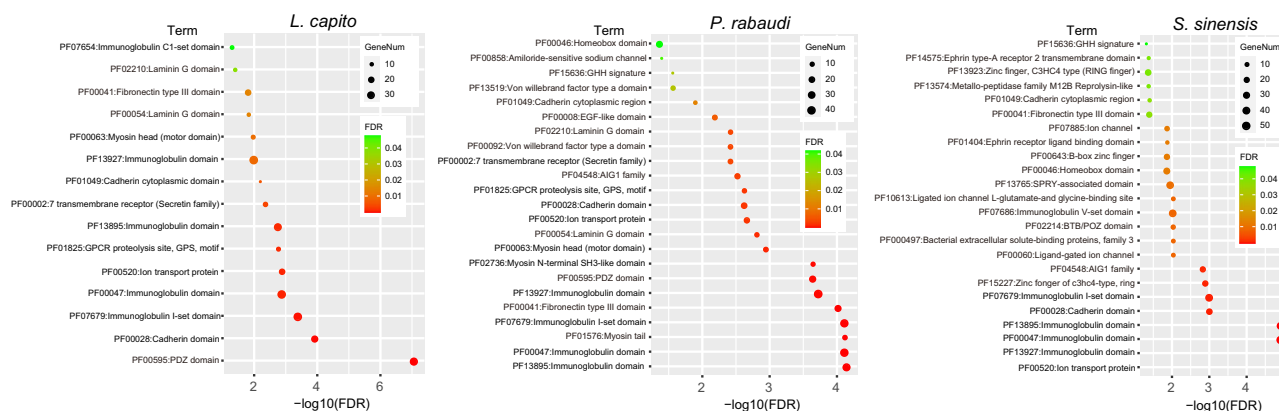 L. capito
Term
PF07654:Immunoglobulin C1-set domain
PF02210:Laminin G domain
PF00041:Fibronectin type III domain
PF00054:Laminin G domain
PF00063:Myosin head (motor domain)
PF13927:Immunoglobulin domain
PF01049:Cadherin cytoplasmic domain
PF00002:7 transmembrane receptor (Secretin family)
PF13895:Immunoglobulin domain
PF01825:GPCR proteolysis site, GPS, motif
PF00520:Ion transport protein
PF00047:Immunoglobulin domain
PF07679:Immunoglobulin I-set domain
PF00028:Cadherin domain
PF00595:PDZ domain
2 4 6
−log10(FDR)
GeneNum
10
20
30
FDR
0.04
0.03
0.02
0.01
P. rabaudi
Term
PF00046:Homeobox domain
PF00858:Amiloride-sensitive sodium channel
PF15636:GHH signature
PF13519:Von willebrand factor type a domain
PF01049:Cadherin cytoplasmic region
PF00008:EGF-like domain
PF02210:Laminin G domain
PF00092:Von willebrand factor type a domain
PF00002:7 transmembrane receptor (Secretin family)
PF04548:AIG1 family
PF01825:GPCR proteolysis site, GPS, motif
PF00028:Cadherin domain
PF00520:Ion transport protein
PF00054:Laminin G domain
PF00063:Myosin head (motor domain)
PF02736:Myosin N-terminal SH3-like domain
PF00595:PDZ domain
PF13927:Immunoglobulin domain
PF00041:Fibronectin type III domain
PF07679:Immunoglobulin I-set domain
PF01576:Myosin tail
PF00047:Immunoglobulin domain
PF13895:Immunoglobulin domain
2 3 4
−log10(FDR)
GeneNum
10
20
30
40
FDR
0.04
0.03
0.02
0.01
S. sinensis
Term
PF15636:GHH signature
PF14575:Ephrin type-A receptor 2 transmembrane domain
PF13923:Zinc finger, C3HC4 type (RING finger)
PF13574:Metallo-peptidase family M12B Reprolysin-like
PF01049:Cadherin cytoplasmic region
PF00041:Fibronectin type III domain
PF07885:Ion channel
PF01404:Ephrin receptor ligand binding domain
PF00643:B-box zinc finger
PF00046:Homeobox domain
PF13765:SPRY-associated domain
PF10613:Ligated ion channel L-glutamate-and glycine-binding site
PF07686:Immunoglobulin V-set domain
PF02214:BTB/POZ domain
PF000497:Bacterial extracellular solute-binding proteins, family 3
PF00060:Ligand-gated ion channel
PF04548:AIG1 family
PF15227:Zinc fonger of c3hc4-type, ring
PF07679:Immunoglobulin I-set domain
PF00028:Cadherin domain
PF13895:Immunoglobulin domain
PF00047:Immunoglobulin domain
PF13927:Immunoglobulin domain
PF00520:Ion transport protein
2 3 4
−log10(FDR)
GeneNum
10
20
30
40
50
FDR
0.04
0.03
0.02
0.01